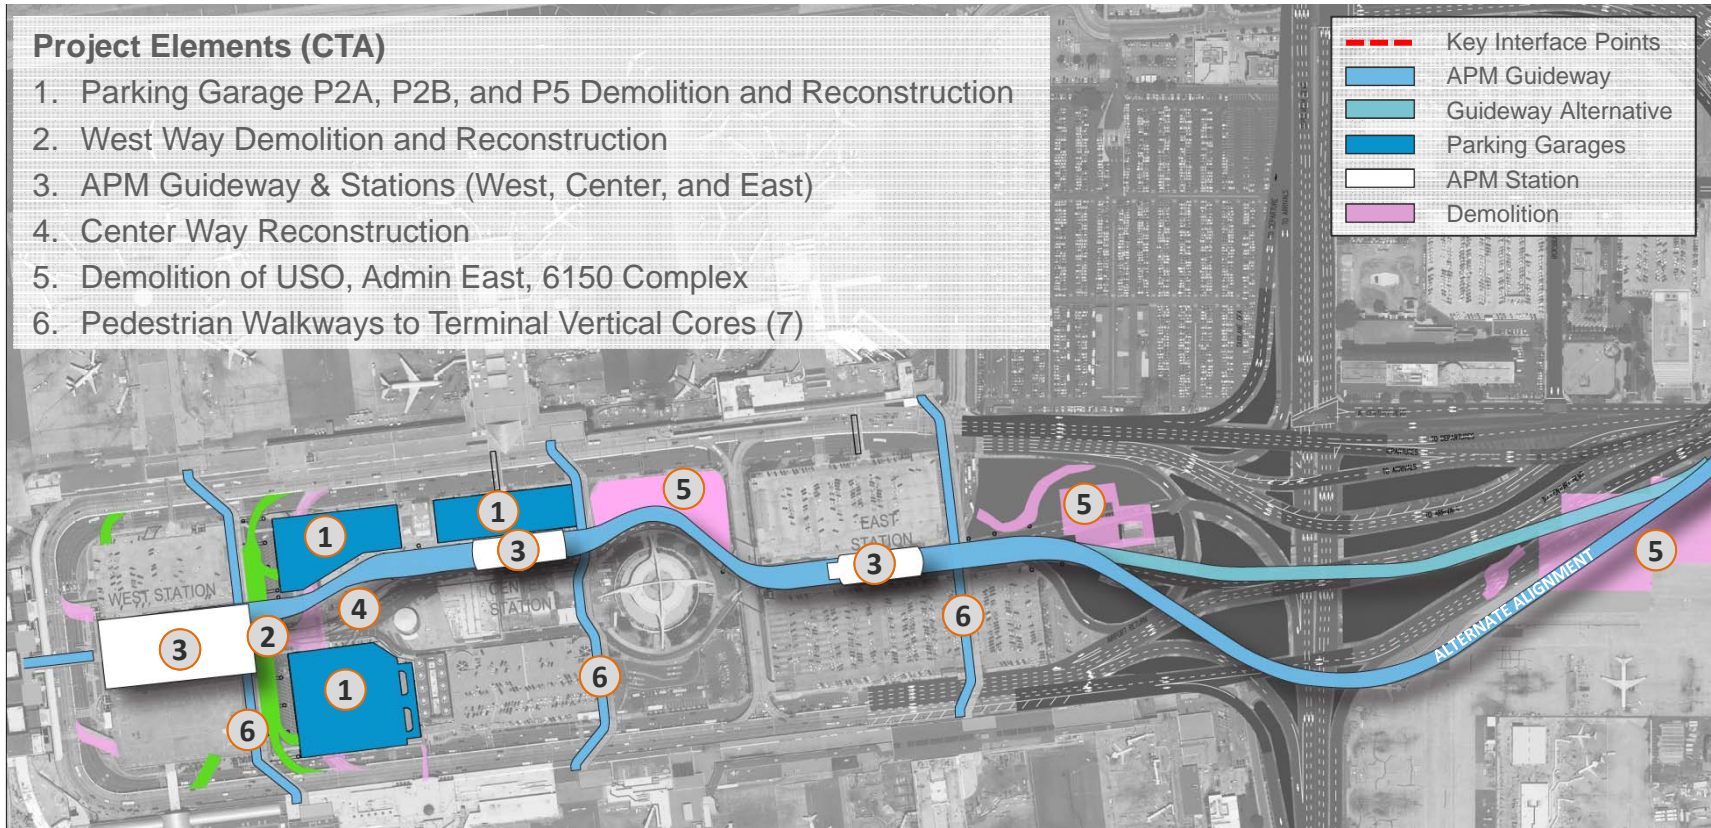 Project Elements (CTA)
1. Parking Garage P2A, P2B, and P5 Demolition and Reconstruction
2. West Way Demolition and Reconstruction
3. APM Guideway & Stations (West, Center, and East)
4. Center Way Reconstruction
5. Demolition of USO, Admin East, 6150 Complex
6. Pedestrian Walkways to Terminal Vertical Cores (7)
Key Interface Points
APM Guideway
Guideway Alternative
Parking Garages
APM Station
Demolition
TO DEPARTURES
5
5
1
1
EAST
STATION
3
3
5
WEST STATION
4
STATION
6
2
3
ALTERNATE ALIGNMENT
AIRPORT RETURN
6
1
6